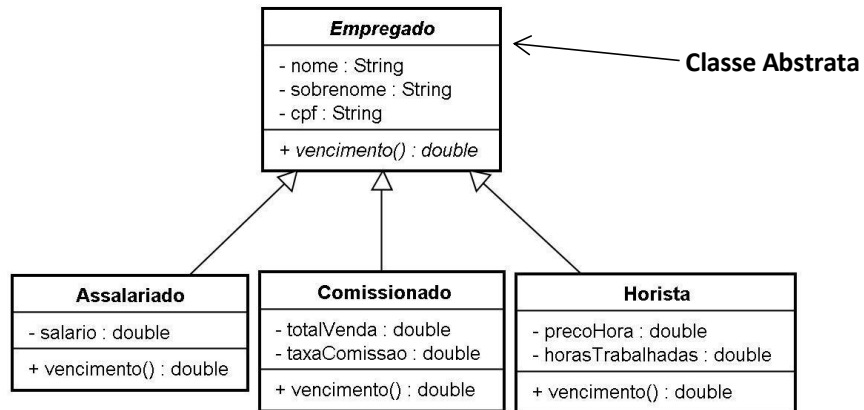 Empregado
Classe Abstrata
- nome : String
- sobrenome : String
- cpf : String
+ vencimento() : double
Assalariado
- salario : double
+ vencimento() : double
Comissionado
- totalVenda : double
- taxaComissao : double
+ vencimento() : double
Horista
- precoHora : double
- horasTrabalhadas : double
+ vencimento() : double